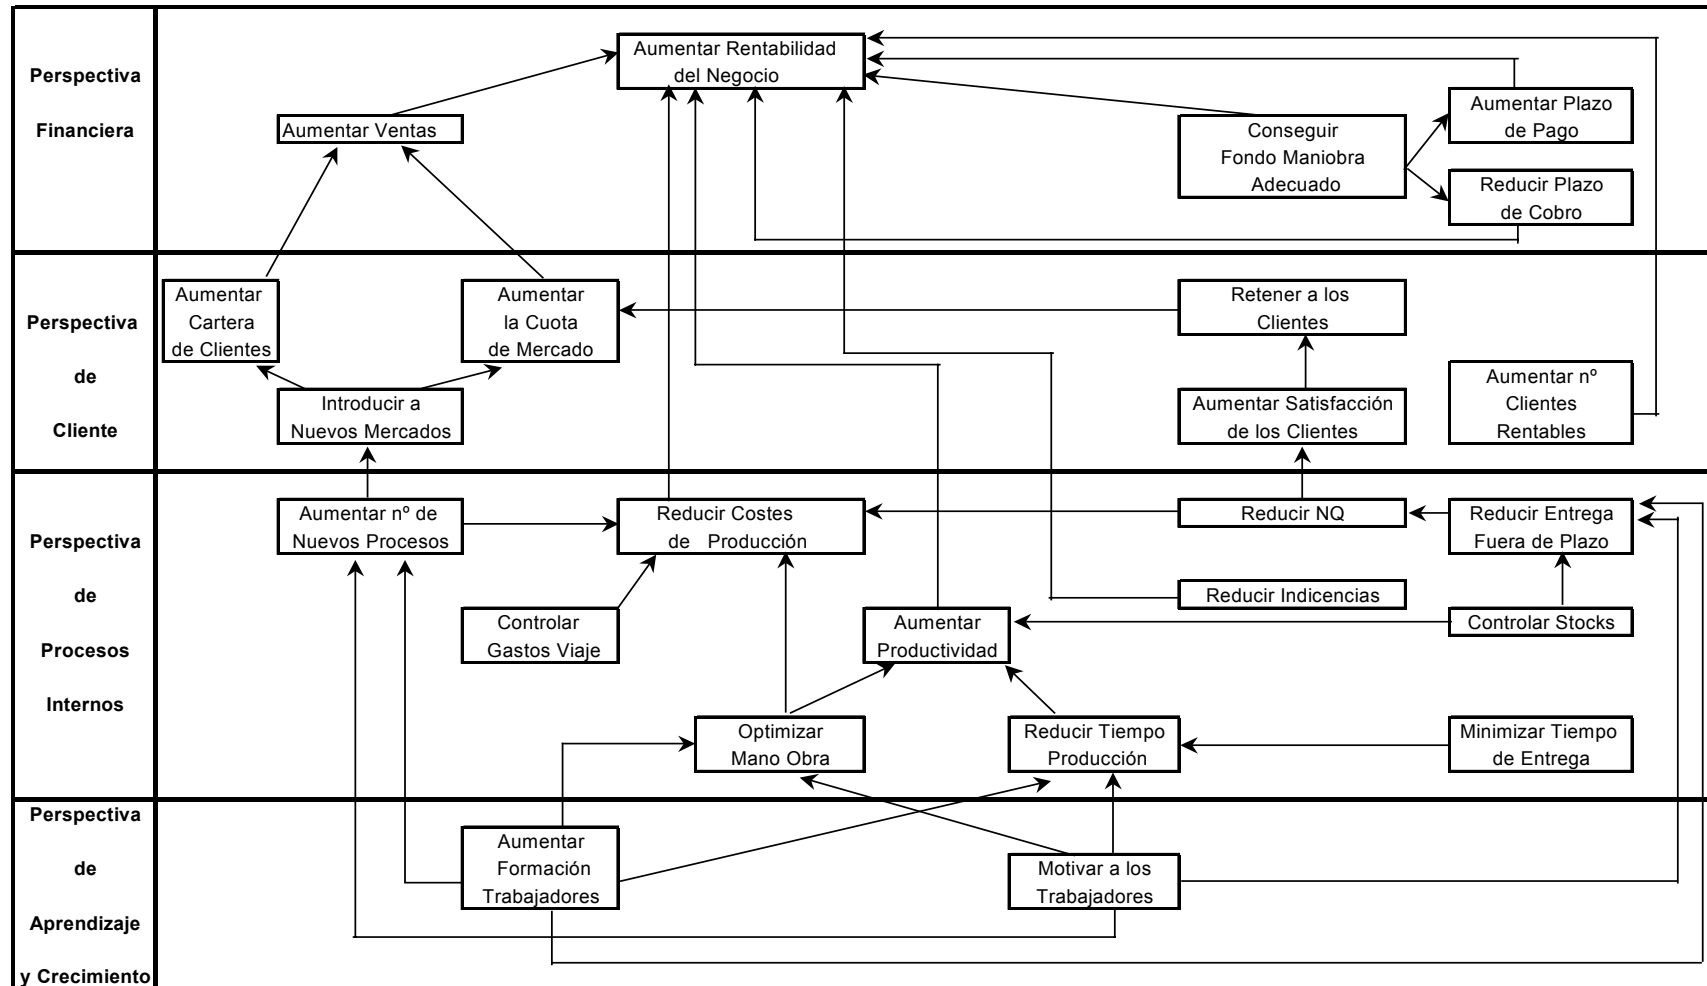 Perspectiva
Financiera
Aumentar Rentabilidad
del Negocio
Aumentar Ventas
Conseguir
Fondo Maniobra
Adecuado
Aumentar Plazo
de Pago
Reducir Plazo
de Cobro
Perspectiva
de
Cliente
Aumentar
Cartera
de Clientes
Aumentar
la Cuota
de Mercado
Retener a los
Clientes
Introducir a
Nuevos Mercados
Aumentar Satisfacción
de los Clientes
Aumentar nº
Clientes
Rentables
Perspectiva
de
Procesos
Internos
Aumentar nº de
Nuevos Procesos
Reducir Costes
de Producción
Reducir NQ
Reducir Entrega
Fuera de Plazo
Controlar
Gastos Viaje
Aumentar
Productividad
Reducir Indicencias
Controlar Stocks
Optimizar
Mano Obra
Reducir Tiempo
Producción
Minimizar Tiempo
de Entrega
Perspectiva
de
Aprendizaje
y Crecimiento
Aumentar
Formación
Trabajadores
Motivar a los
Trabajadores